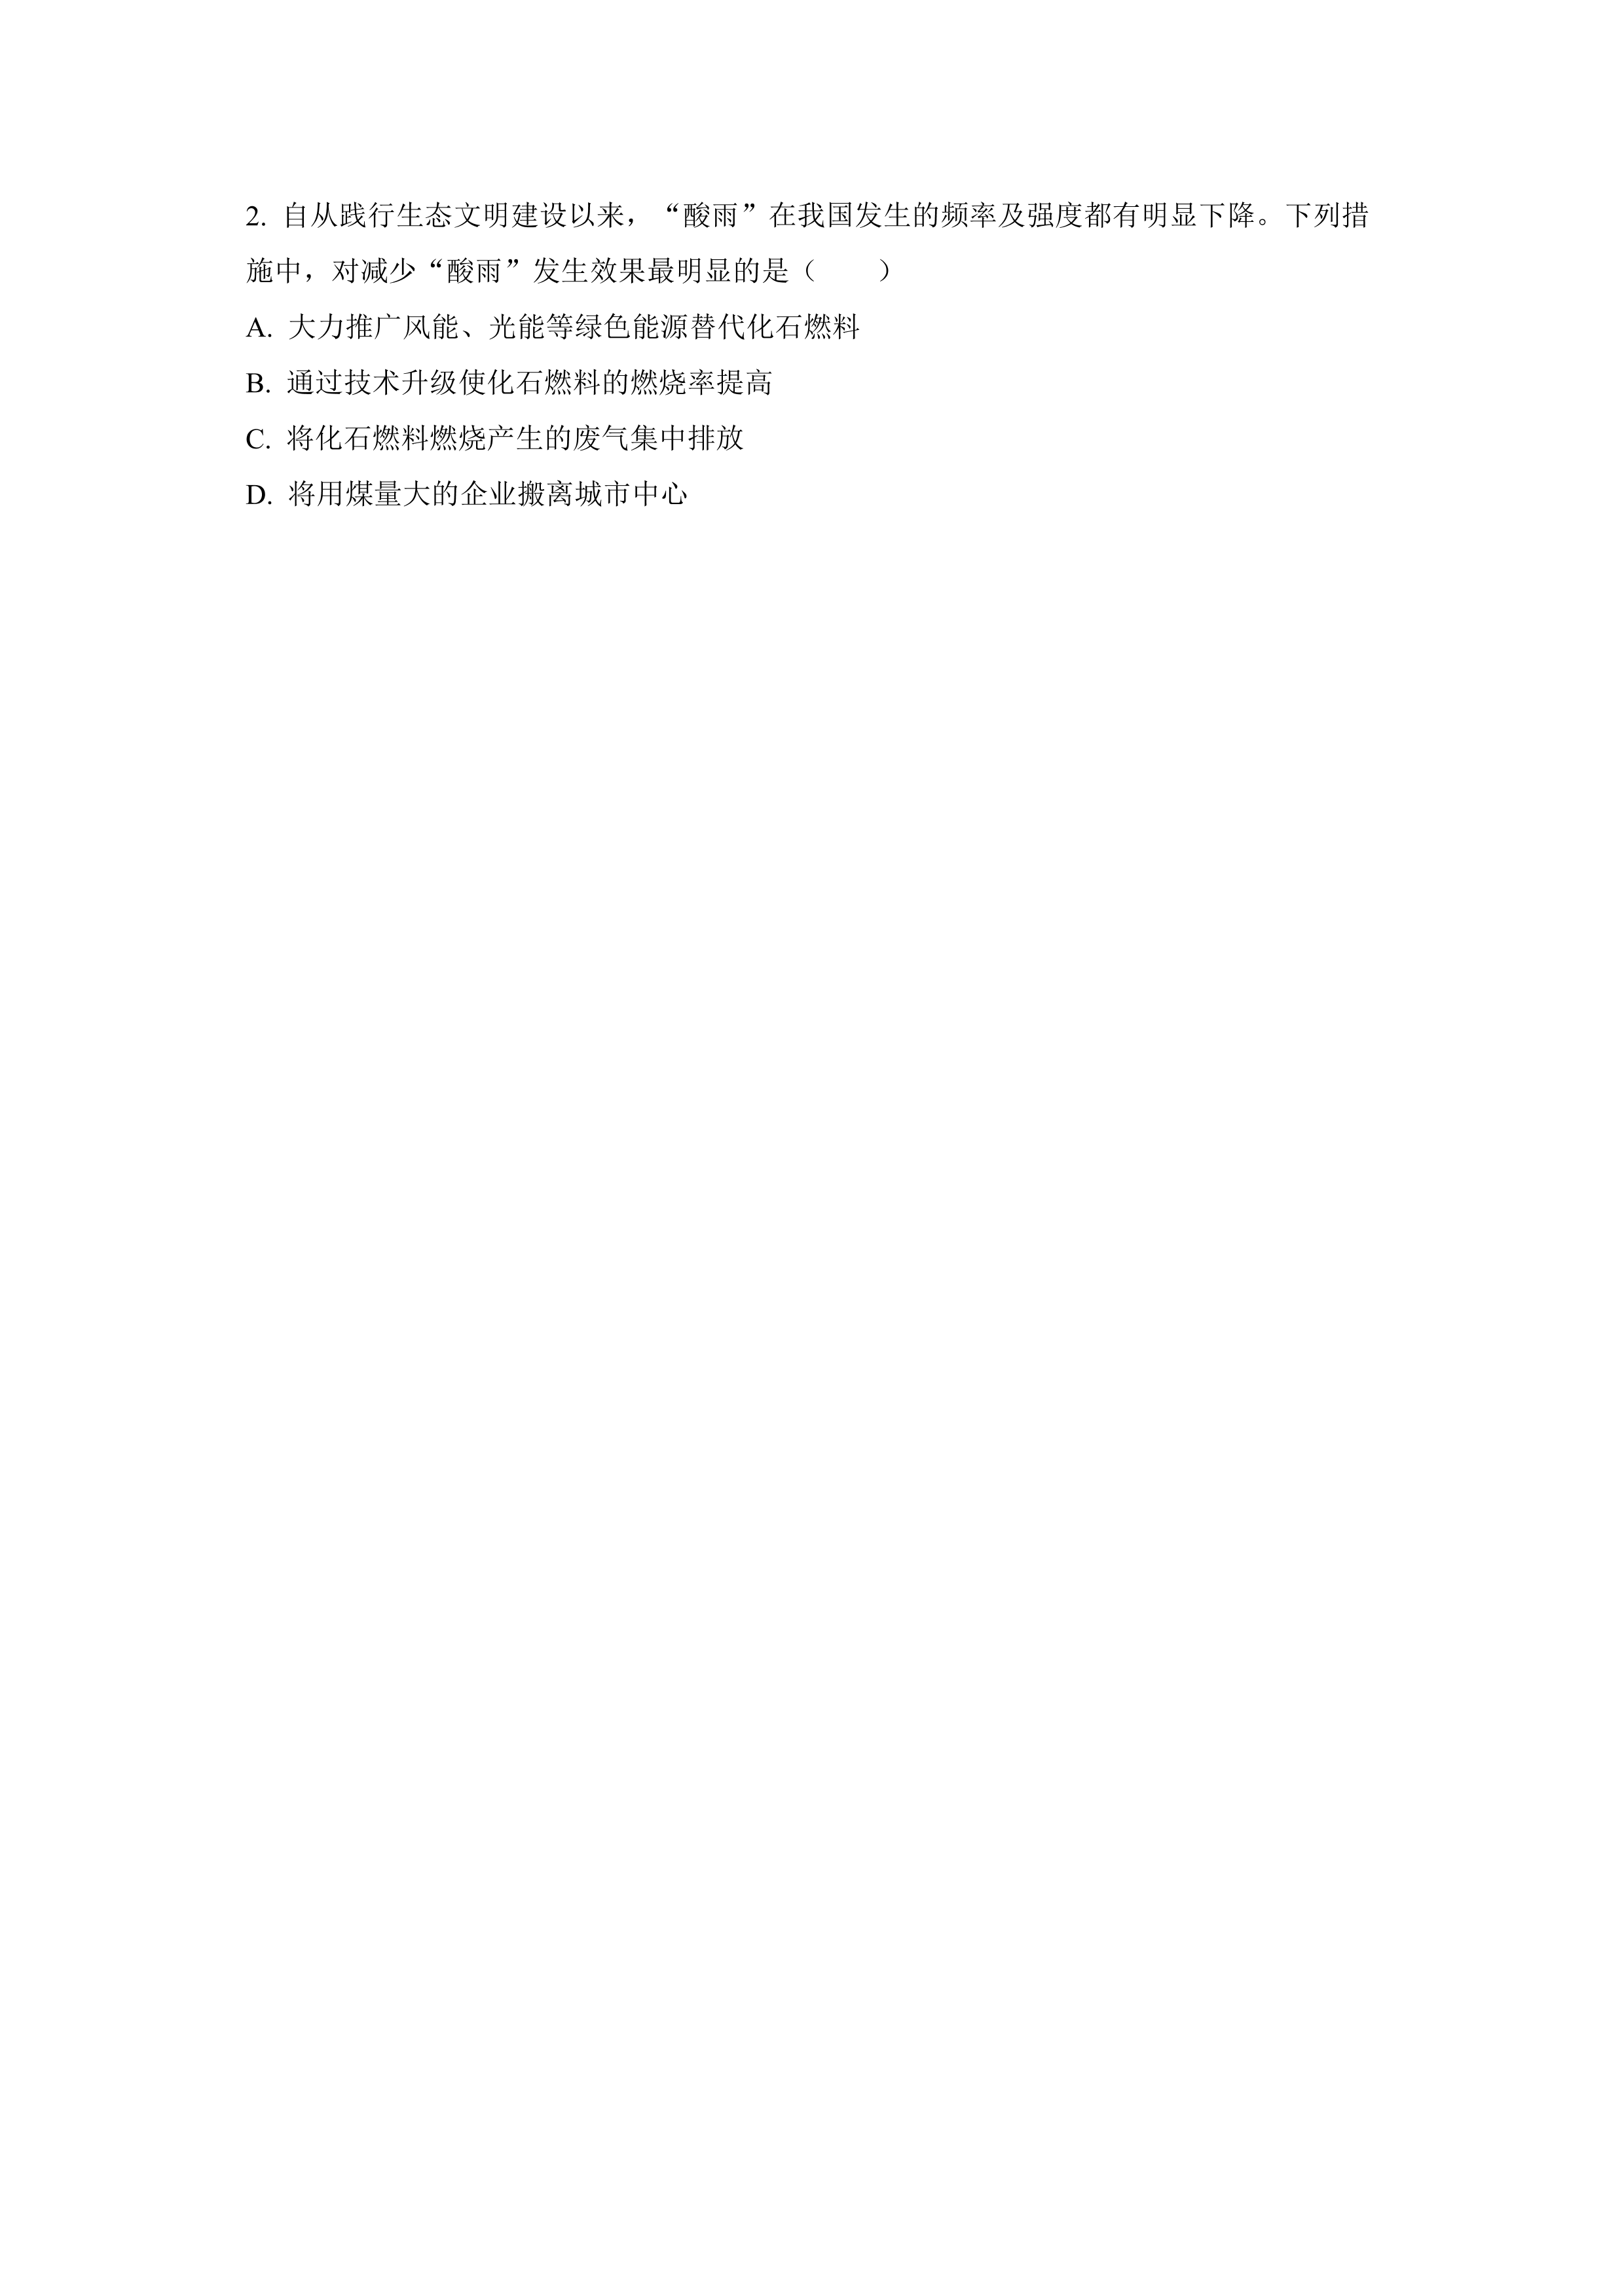 2. 自从践行生态文明建设以来，“酸雨”在我国发生的频率及强度都有明显下降。下列措
施中，对减少“酸雨”发生效果最明显的是（　　）
A. 大力推广风能、光能等绿色能源替代化石燃料
B. 通过技术升级使化石燃料的燃烧率提高
C. 将化石燃料燃烧产生的废气集中排放
D. 将用煤量大的企业搬离城市中心